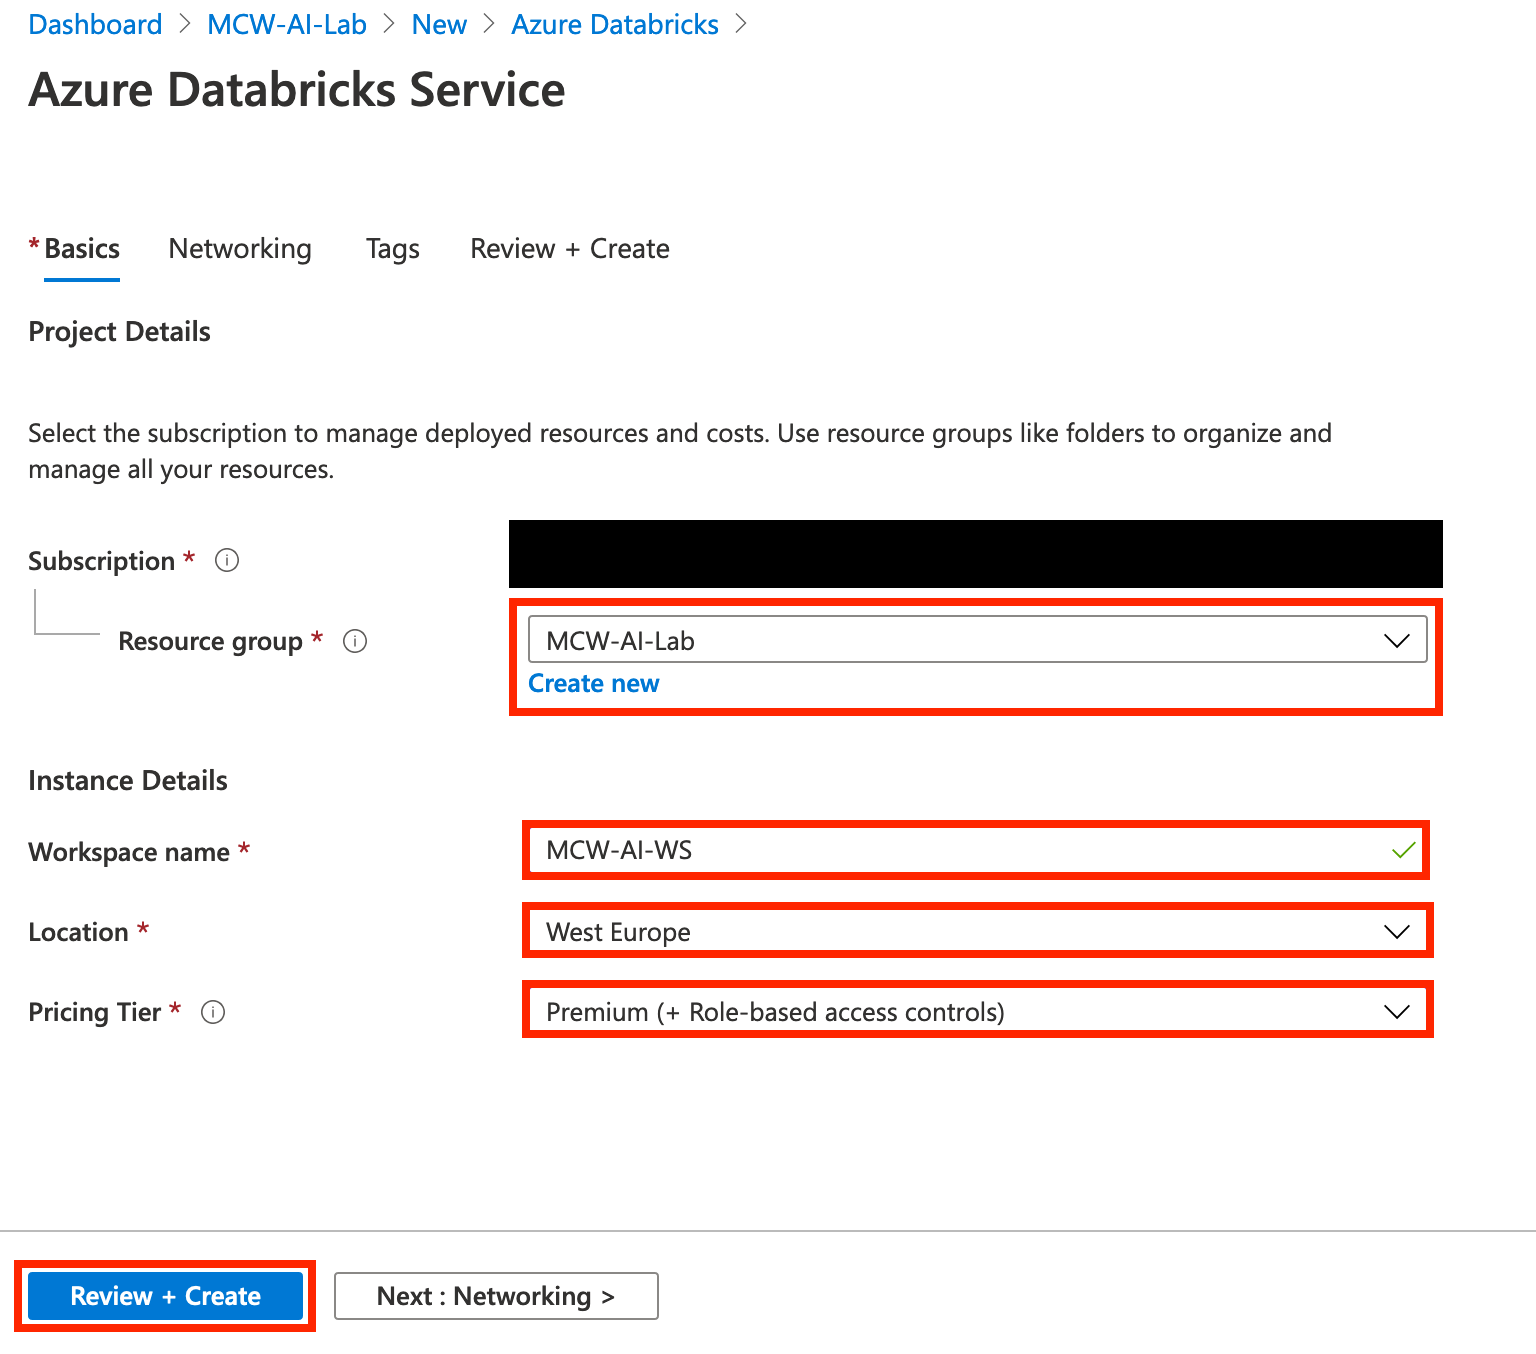 Dashboard > MCW-AI-Lab > New > Azure Databricks >
Azure Databricks Service
* Basics Networking Tags Review + Create
Project Details
Select the subscription to manage deployed resources and costs. Use resource groups like folders to organize and
manage all your resources.
Subscription *
Resource group * MCW-AI-Lab
Create new
Instance Details
Workspace name * MCW-AI-WS
Location * West Europe
Pricing Tier * Premium (+ Role-based access controls)
Review + Create Next : Networking >